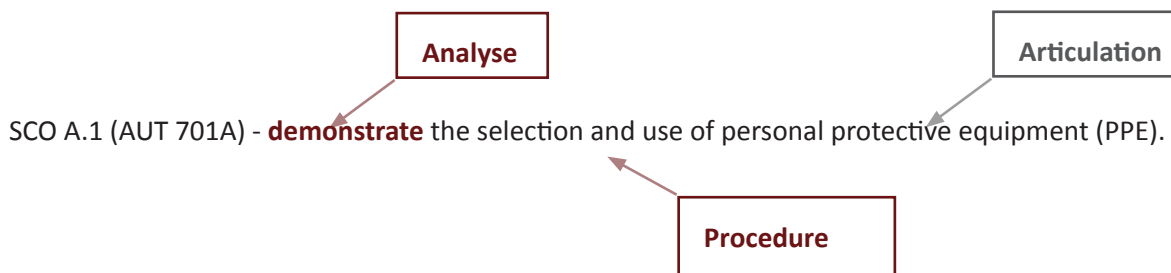 Analyse
Articulation
SCO A.1 (AUT 701A) - demonstrate the selection and use of personal protective equipment (PPE).
Procedure